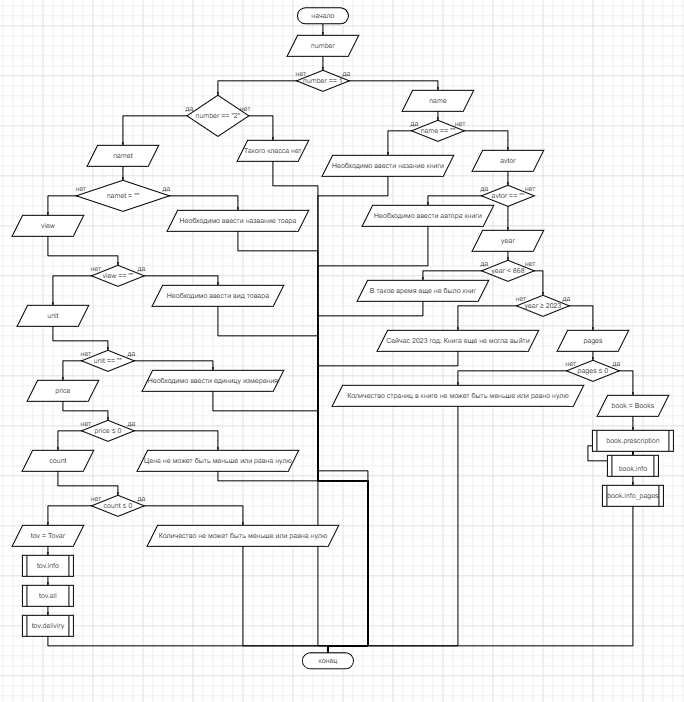 начало
number
нет
да
number == 1
name
да
нет
number == "2"
да
нет
name == ""
Такого класса нет
namet
Необходимо ввести назание книги
avtor
нет
да
namet = ""
avtor == ""
да
нет
Необходимо ввести название тоара
Необходимо ввести автора книги
view
year
нет
да
view == ""
да
нет
year < 868
Необходимо ввести вид товара
В такое время еще не было книг
нет
да
year ≥ 2023
unit
Сейчас 2023 год. Книга еще не могла выйти
pages
нет
да
unit == ""
нет
да
pages ≤ 0
Необходимо ввести единицу измерения
price
Количество страниц в книге не может быть меньше или равно нулю
book = Books
нет
да
price ≤ 0
book.prescription
count
Цена не может быть меньше или равна нулю
book.info
нет
да
count ≤ 0
book.info_pages
tov = Tovar
Количество не может быть меньше или равно нулю
tov.info
tov.all
tov.deliviry
конец